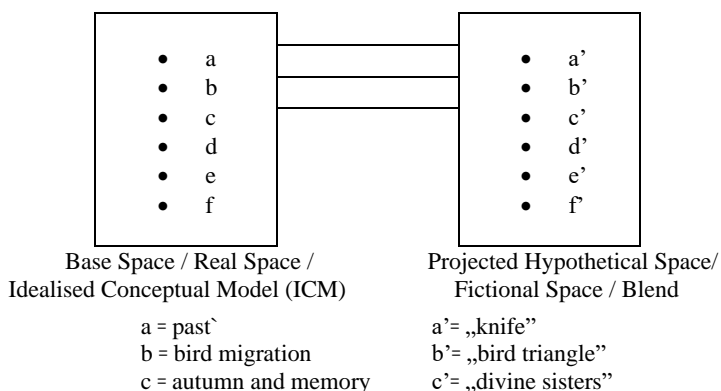 • a • a’
• b • b’
• c • c’
• d • d’
• e • e’
• f • f’
Base Space / Real Space / Projected Hypothetical Space/
Idealised Conceptual Model (ICM) Fictional Space / Blend
a = past` a’= „knife”
b = bird migration b’= „bird triangle”
c = autumn and memory c’= „divine sisters”